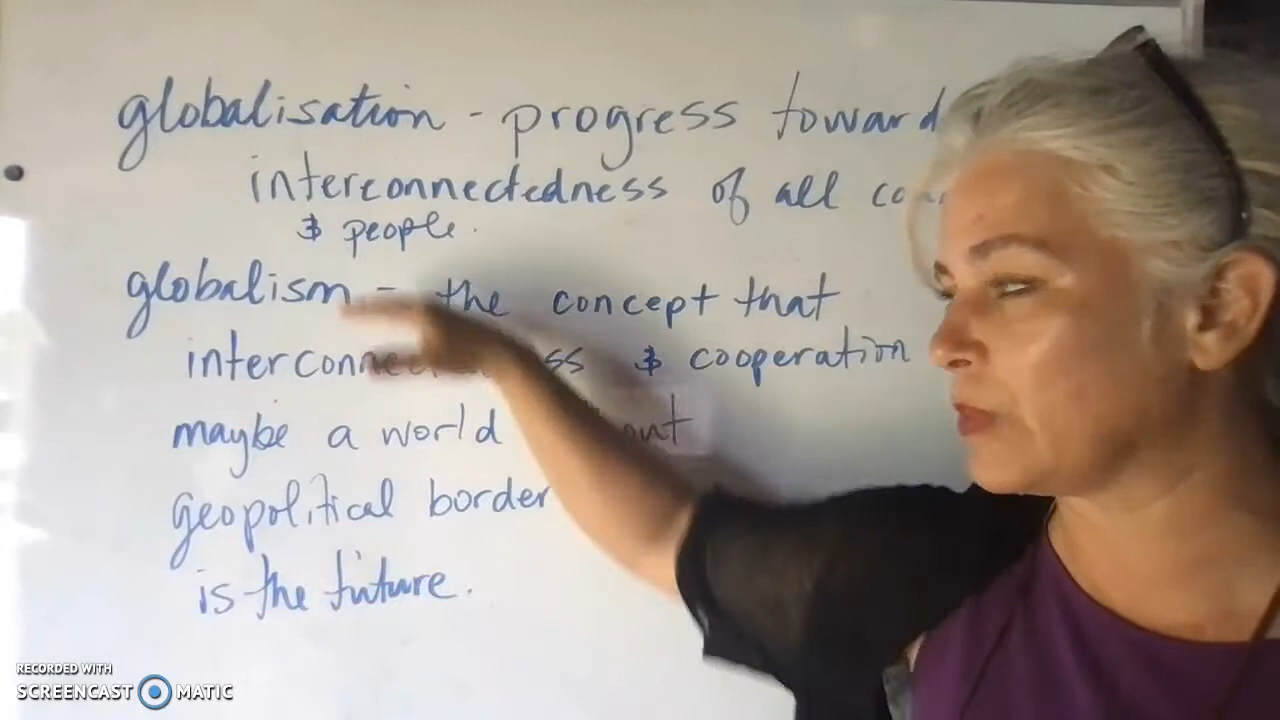 globalisation - progress toward
interconnectedness of all
& people.
globalism - the concept that
& cooperation
maybe a world
geopolitical border
is the future.
RECORDED WITH
SCREENCAST MATIC